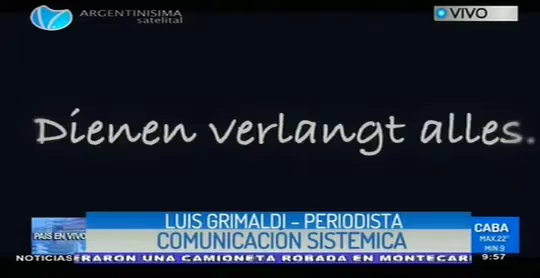 ARGENTINISIMA
satelital
VIVO
Dienen verlangt alles.
LUIS GRIMALDI - PERIODISTA
PAIS EN VIVO
COMUNICACION SISTEMICA
CABA
MAX.22°
MIN 9
NOTICIAS ERARON UNA CAMIONETA ROBADA EN MONTECAR
9:57